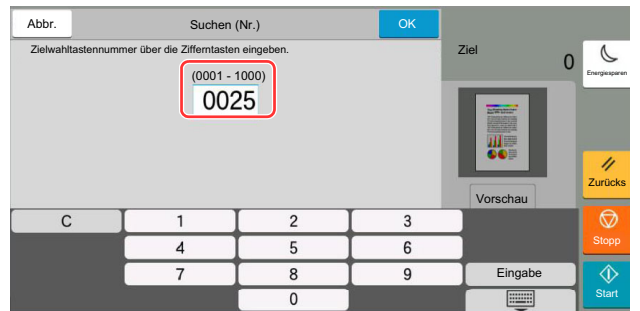 Abbr.
Suchen (Nr.)
OK
Zielwahltastennummer über die Zifferntasten eingeben.
(0001 - 1000)
0025
Ziel
0
Energiesparen
Vorschau
Zurücks
Stopp
Start
C
1
2
3
4
5
6
7
8
9
Eingabe
0